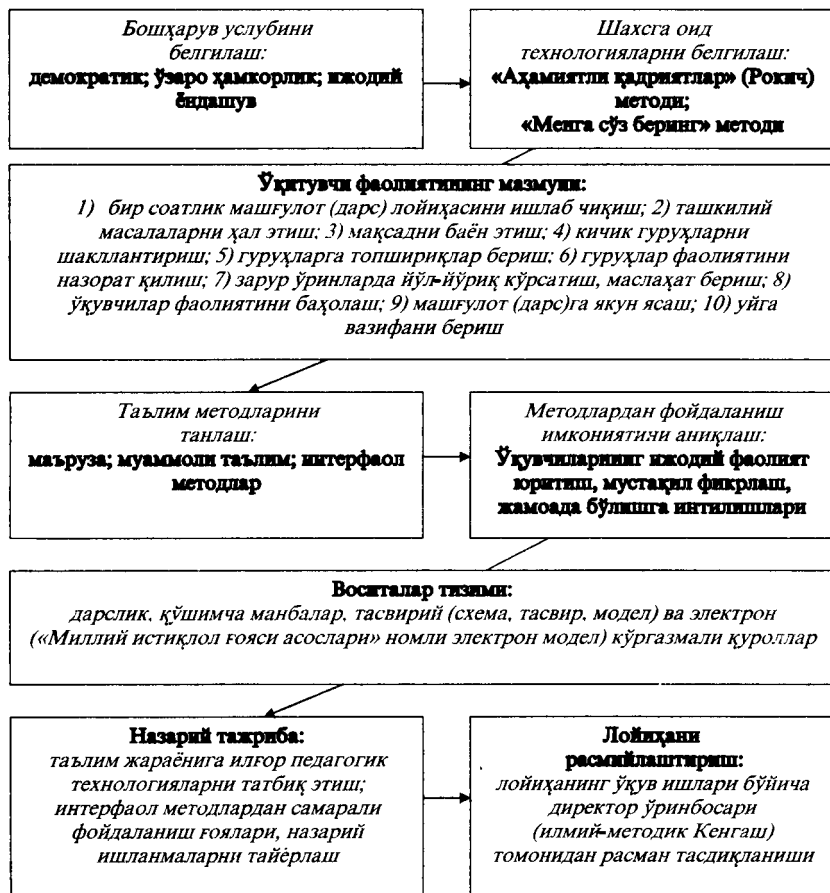 Бошқарув услубини
белгилаш:
демократик; ўзаро ҳамкорлик; ижодий
ёндашув
Шахсга оид
технологияларни белгилаш:
«Аҳамиятли қадриятлар» (Рокич)
методи;
«Менга сўз беринг» методи
Ўқитувчи фаолиятининг мазмуни:
1) бир соатлик машғулот (дарс) лойиҳасини ишлаб чиқиш; 2) ташкилий
масалаларни ҳал этиш; 3) мақсадни баён этиш; 4) кичик гуруҳларни
шакллантириш; 5) гуруҳларга топшириқлар бериш; 6) гуруҳлар фаолиятини
назорат қилиш; 7) зарур ўринларда йўл-йўриқ кўрсатиш, маслаҳат бериш; 8)
ўқувчилар фаолиятини баҳолаш; 9) машғулот (дарс)га якун ясаш; 10) уйга
вазифани бериш
Таълим методларини
танлаш:
маъруза; муаммоли таълим; интерфаол
методлар
Методлардан фойдаланиш
имкониятини аниқлаш:
Ўқувчиларнинг ижодий фаолият
юритиш, мустақил фикрлаш,
жамоада бўлишга интилишлари
Воситалар тизими:
дарслик, қўшимча манбалар, тасвирий (схема, тасвир, модел) ва электрон
(«Миллий истиқлол ғояси асослари» номли электрон модел) кўргазмали қуроллар
Назарий тажриба:
таълим жараёнига илғор педагогик
технологияларни татбиқ этиш;
интерфаол методлардан самарали
фойдаланиш ғоялари, назарий
ишланмаларни тайёрлаш
Лойиҳани
расмийлаштириш:
лойиҳанинг ўқув ишлари бўйича
директор ўринбосари
(илмий-методик Кенгаш)
томонидан расман тасдиқланиши